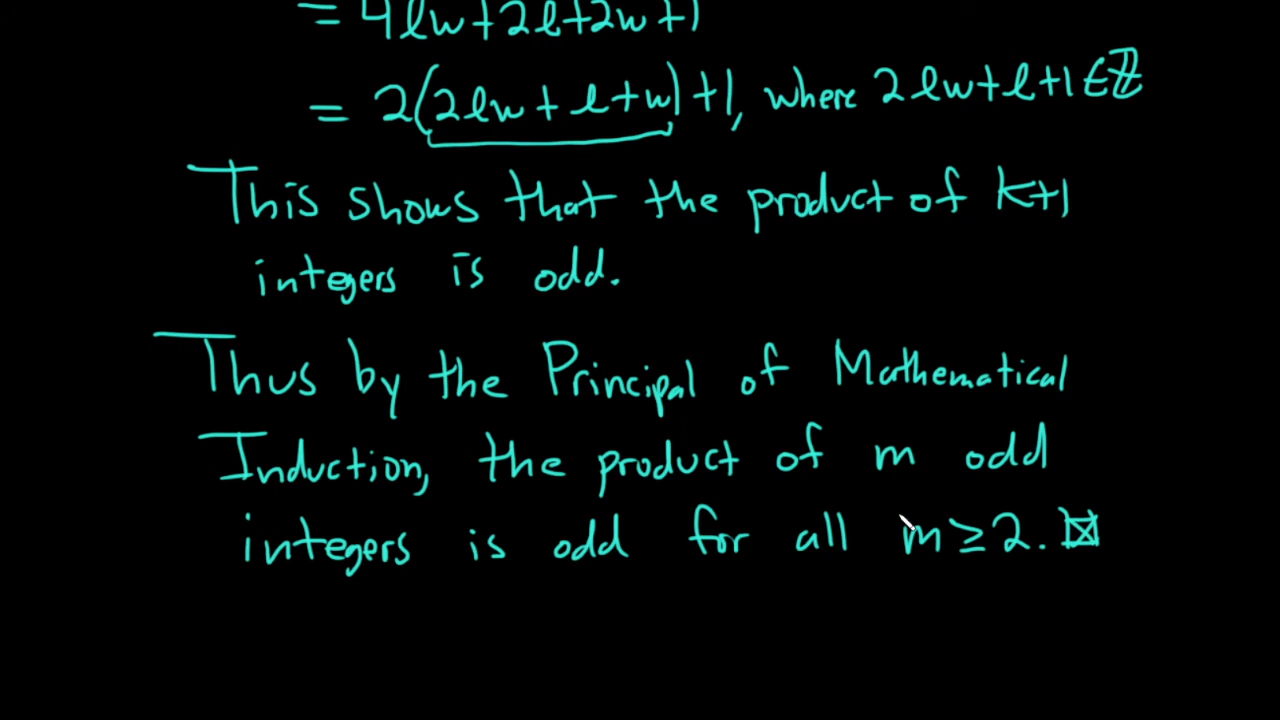 = 4ℓw+2ℓ+2w+1
= 2(2ℓw+ℓ+w)+1, where 2ℓw+ℓ+1∈ℤ
This shows that the product of k+1
integers is odd.
Thus by the Principal of Mathematical
Induction, the product of m odd
integers is odd for all m≥2.